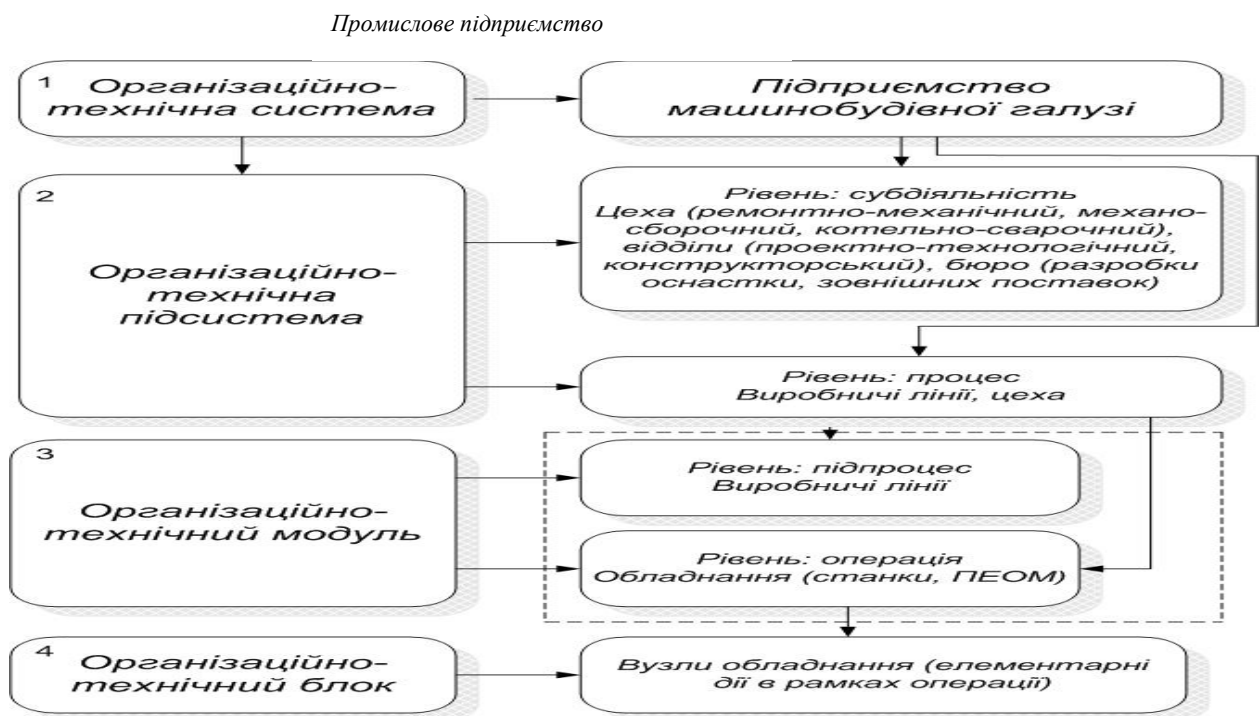 Промислове підприємство
1
Організаційно-
технічна система
Підприємство
машинобудівної галузі
2
Організаційно-
технічна
підсистема
Рівень: субдіяльність
Цеха (ремонтно-механічний, механо-
сборочний, котельно-сварочний),
відділи (проектно-технологічний,
конструкторський), бюро (разробки
оснастки, зовнішних поставок)
Рівень: процес
Виробничі лінії, цеха
3
Організаційно-
технічний модуль
Рівень: підпроцес
Виробничі лінії
Рівень: операція
Обладнання (станки, ПЕОМ)
4
Організаційно-
технічний блок
Вузли обладнання (елементарні
дії в рамках операції)